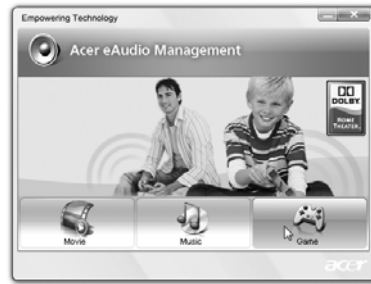 Empowering Technology
Acer eAudio Management
DOLBY
HOME
THEATER
Movie
Music
Game
acer